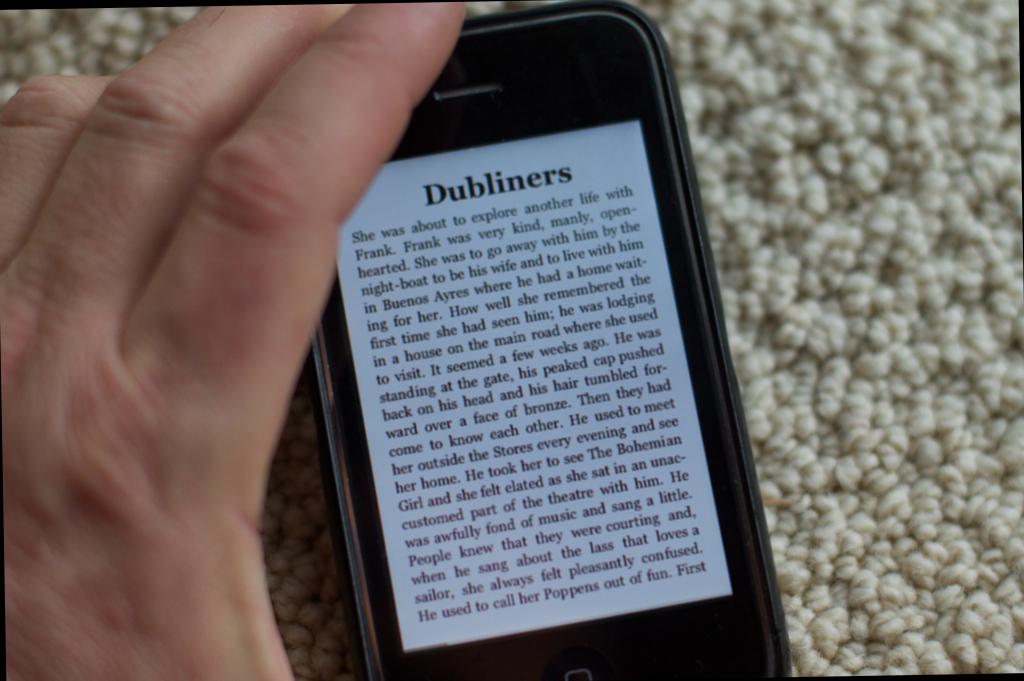 Dubliners
She was about to explore another life with
Frank. Frank was very kind, manly, open-
hearted. She was to go away with him by the
night-boat to be his wife and to live with him
in Buenos Ayres where he had a home wait-
ing for her. How well she remembered the
first time she had seen him; he was lodging
in a house on the main road where she used
to visit. It seemed a few weeks ago. He was
standing at the gate, his peaked cap pushed
back on his head and his hair tumbled for-
ward over a face of bronze. Then they had
come to know each other. He used to meet
her outside the Stores every evening and see
her home. He took her to see The Bohemian
Girl and she felt elated as she sat in an unac-
customed part of the theatre with him. He
was awfully fond of music and sang a little.
People knew that they were courting and,
when he sang about the lass that loves a
sailor, she always felt pleasantly confused.
He used to call her Poppens out of fun. First